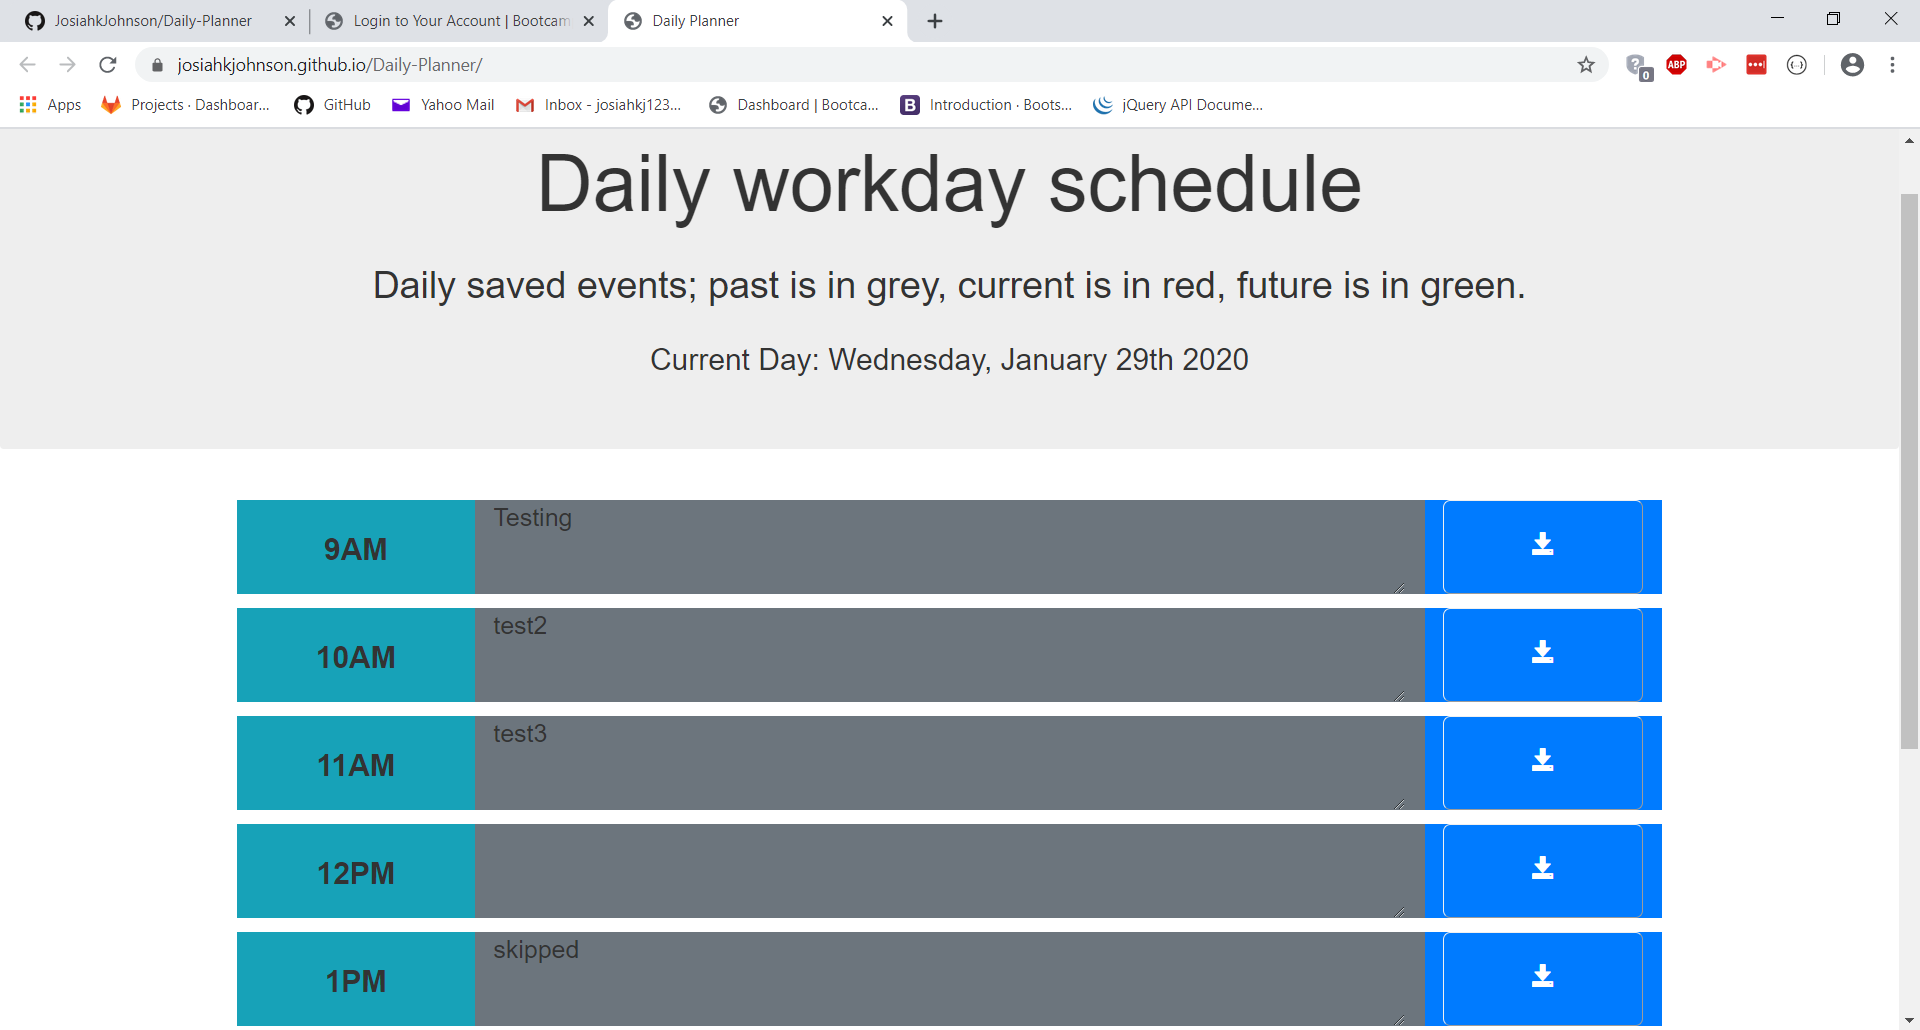 JosiahkJohnson/Daily-Planner
Login to Your Account | Bootcam
Daily Planner
josiahkjohnson.github.io/Daily-Planner/
0
ABP
Apps
Projects · Dashboar...
GitHub
Yahoo Mail
Inbox - josiahkj123...
Dashboard | Bootca...
B
Introduction · Boots...
jQuery API Docume...
Daily workday schedule
Daily saved events; past is in grey, current is in red, future is in green.
Current Day: Wednesday, January 29th 2020
9AM
Testing
10AM
test2
11AM
test3
12PM
1PM
skipped